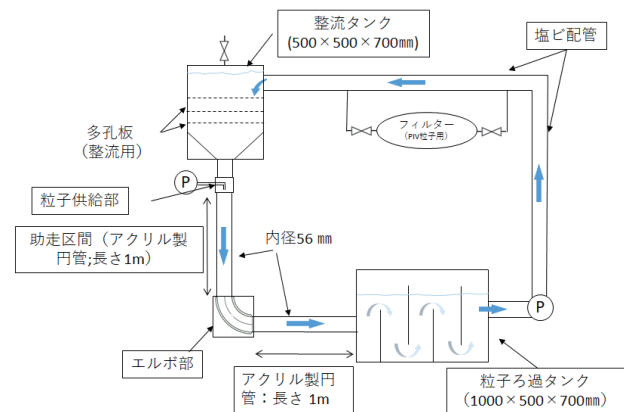 整流タンク
(500×500×700㎜)
塩ビ配管
多孔板
（整流用）
フィルター
（PIV粒子用）
P
粒子供給部
助走区間（アクリル製
円管;長さ1m）
内径56 ㎜
P
エルボ部
アクリル製円
管：長さ 1m
粒子ろ過タンク
（1000×500×700㎜）